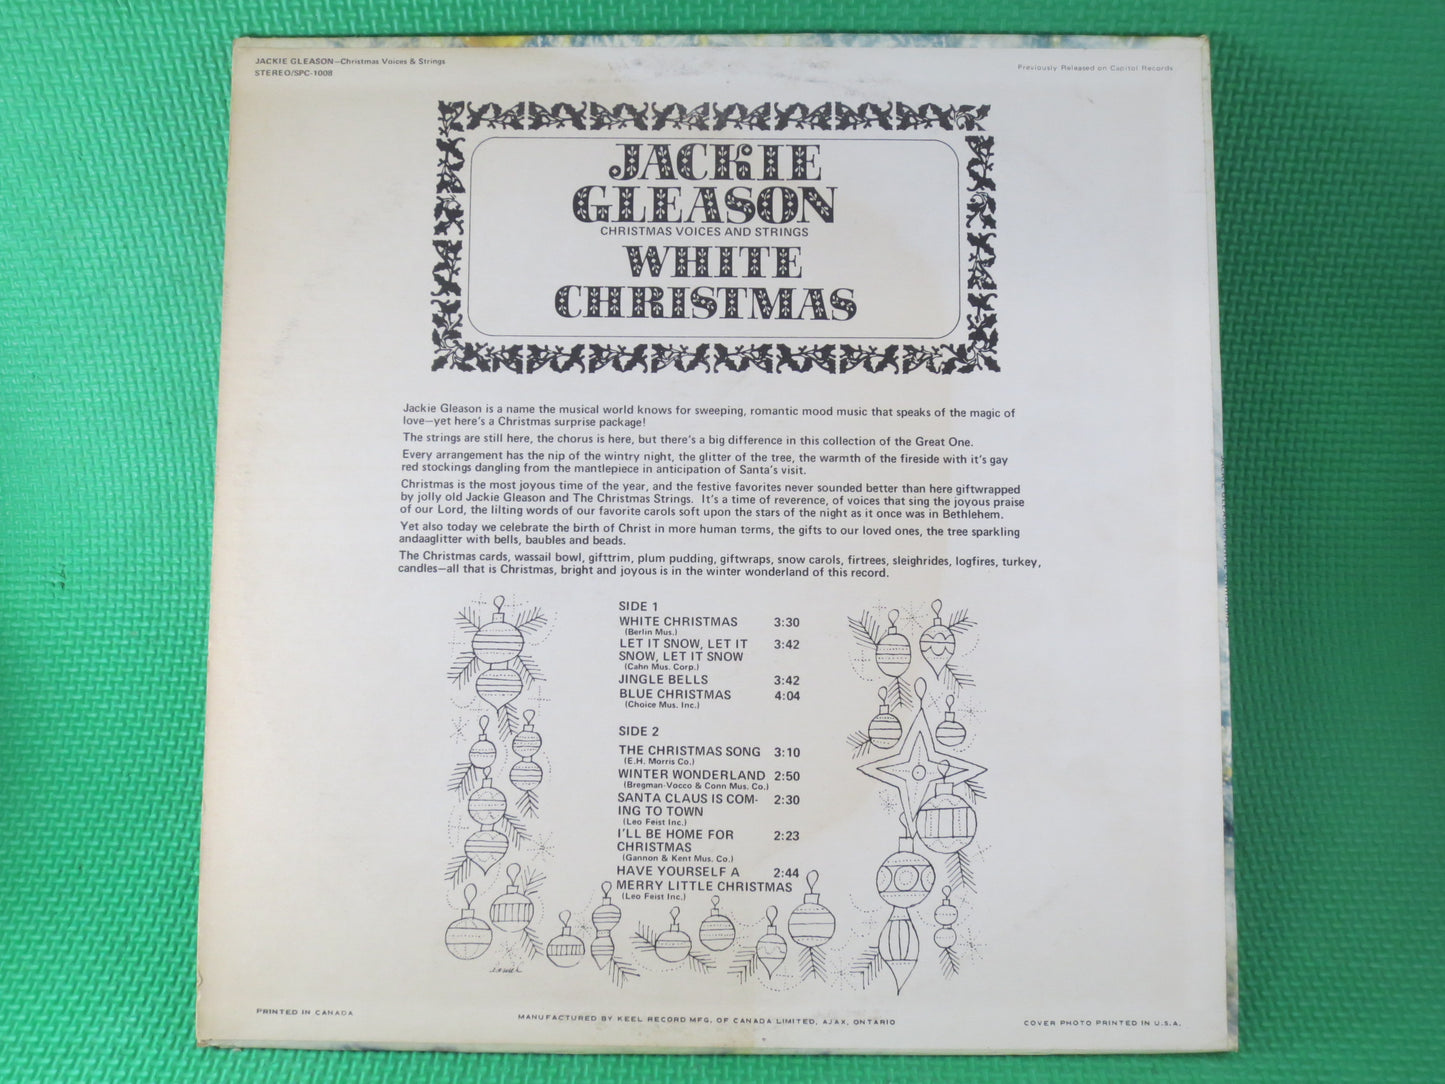 JACKIE GLEASON—Christmas Voices & Strings
STEREO/SPC-1008
Previously Released on Capitol Records
JACKIE
GLEASON
CHRISTMAS VOICES AND STRINGS
WHITE
CHRISTMAS
Jackie Gleason is a name the musical world knows for sweeping, romantic mood music that speaks of the magic of
love—yet here's a Christmas surprise package!
The strings are still here, the chorus is here, but there's a big difference in this collection of the Great One.
Every arrangement has the nip of the wintry night, the glitter of the tree, the warmth of the fireside with it's gay
red stockings dangling from the mantlepiece in anticipation of Santa's visit.
Christmas is the most joyous time of the year, and the festive favorites never sounded better than here giftwrapped
by jolly old Jackie Gleason and The Christmas Strings. It's a time of reverence, of voices that sing the joyous praise
of our Lord, the lilting words of our favorite carols soft upon the stars of the night as it once was in Bethlehem.
Yet also today we celebrate the birth of Christ in more human terms, the gifts to our loved ones, the tree sparkling
andaaglitter with bells, baubles and beads.
The Christmas cards, wassail bowl, gifttrim, plum pudding, giftwraps, snow carols, firtrees, sleighrides, logfires, turkey,
candles—all that is Christmas, bright and joyous is in the winter wonderland of this record.
SIDE 1
WHITE CHRISTMAS 3:30
(Berlin Mus.)
LET IT SNOW, LET IT 3:42
SNOW, LET IT SNOW
(Cahn Mus. Corp.)
JINGLE BELLS 3:42
BLUE CHRISTMAS 4:04
(Choice Mus. Inc.)
SIDE 2
THE CHRISTMAS SONG 3:10
(E.H. Morris Co.)
WINTER WONDERLAND 2:50
(Bregman-Vocco & Conn Mus. Co.)
SANTA CLAUS IS COM- 2:30
ING TO TOWN
(Leo Feist Inc.)
I'LL BE HOME FOR 2:23
CHRISTMAS
(Gannon & Kent Mus. Co.)
HAVE YOURSELF A 2:44
MERRY LITTLE CHRISTMAS
(Leo Feist Inc.)
PRINTED IN CANADA
MANUFACTURED BY KEEL RECORD MFG. OF CANADA LIMITED, AJAX, ONTARIO
COVER PHOTO PRINTED IN U.S.A.